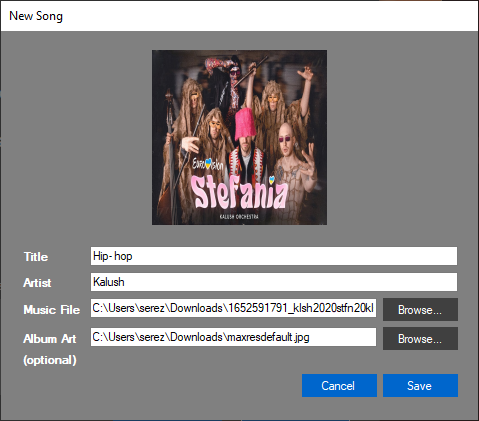 New Song
EUROVISION
Stefania
KALUSH ORCHESTRA
Title Hip- hop
Artist Kalush
Music File C:\Users\serez\Downloads\1652591791_klsh2020stfn20kl Browse...
Album Art C:\Users\serez\Downloads\maxresdefault.jpg Browse...
(optional)
Cancel Save